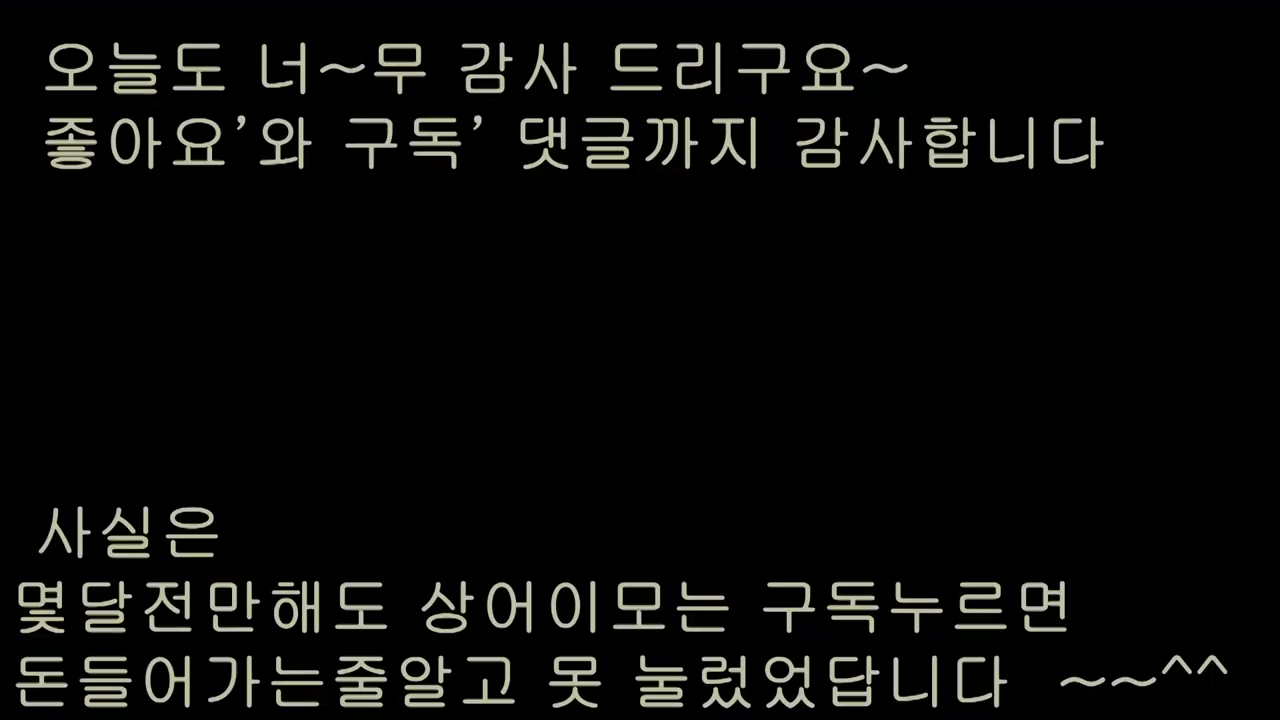 오늘도 너~무 감사 드리구요~
좋아요’와 구독’ 댓글까지 감사합니다
사실은
몇달전만해도 상어이모는 구독누르면
돈들어가는줄알고 못 눌렀었답니다 ~~^^